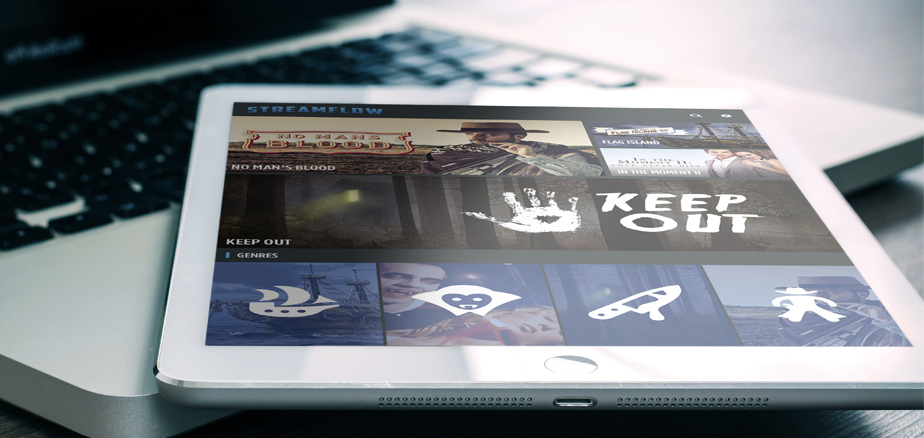 STREAMFLOW
NO MANS
BLOOD
NO MAN'S BLOOD
FLAG ISLAND
FLAG ISLAND
IN THE
MOMENT II
IN THE MOMENT II
KEEP
OUT
KEEP OUT
GENRES